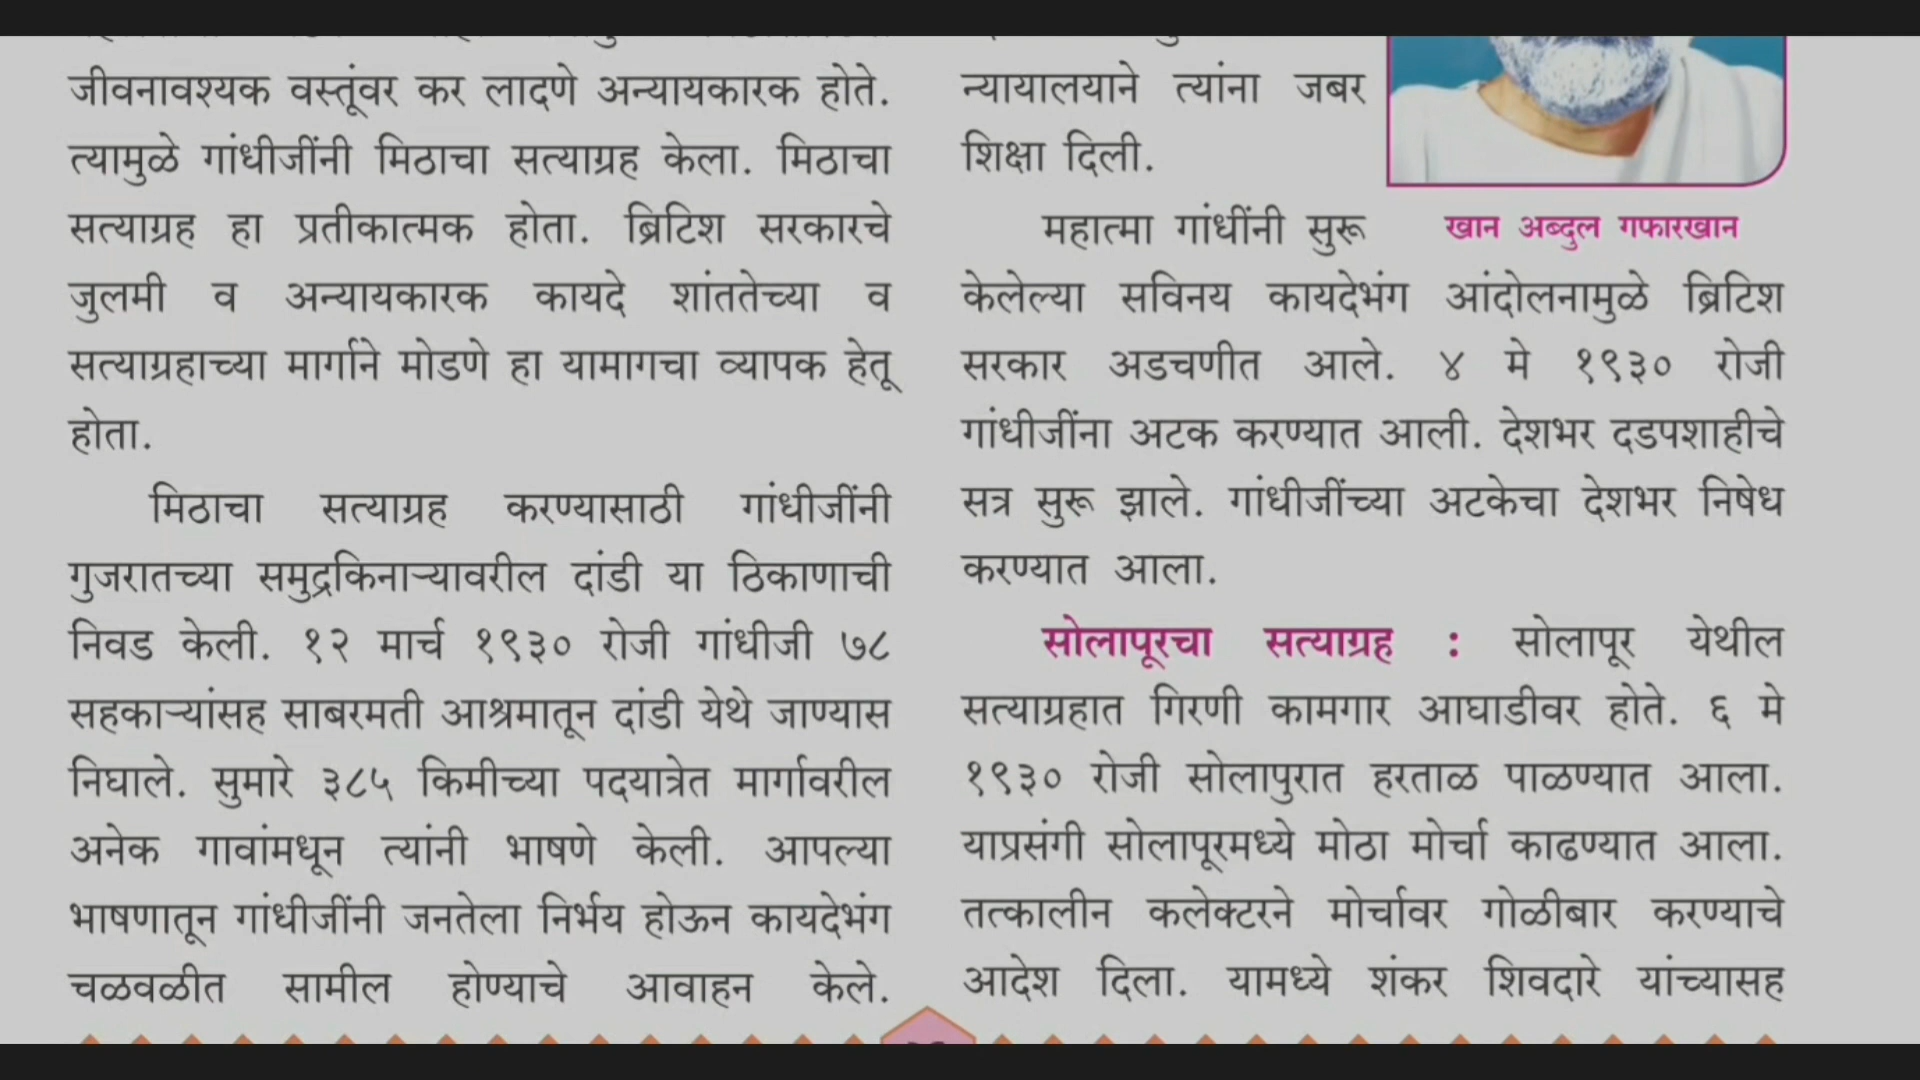 जीवनावश्यक वस्तूंवर कर लादणे अन्यायकारक होते.
त्यामुळे गांधीजींनी मिठाचा सत्याग्रह केला. मिठाचा
सत्याग्रह हा प्रतीकात्मक होता. ब्रिटिश सरकारचे
जुलमी व अन्यायकारक कायदे शांततेच्या व
सत्याग्रहाच्या मार्गाने मोडणे हा यामागचा व्यापक हेतू
होता.
मिठाचा सत्याग्रह करण्यासाठी गांधीजींनी
गुजरातच्या समुद्रकिनाऱ्यावरील दांडी या ठिकाणाची
निवड केली. १२ मार्च १९३० रोजी गांधीजी ७८
सहकाऱ्यांसह साबरमती आश्रमातून दांडी येथे जाण्यास
निघाले. सुमारे ३८५ किमीच्या पदयात्रेत मार्गावरील
अनेक गावांमधून त्यांनी भाषणे केली. आपल्या
भाषणातून गांधीजींनी जनतेला निर्भय होऊन कायदेभंग
चळवळीत सामील होण्याचे आवाहन केले.
न्यायालयाने त्यांना जबर
शिक्षा दिली.
खान अब्दुल गफारखान
महात्मा गांधींनी सुरू
केलेल्या सविनय कायदेभंग आंदोलनामुळे ब्रिटिश
सरकार अडचणीत आले. ४ मे १९३० रोजी
गांधीजींना अटक करण्यात आली. देशभर दडपशाहीचे
सत्र सुरू झाले. गांधीजींच्या अटकेचा देशभर निषेध
करण्यात आला.
सोलापूरचा सत्याग्रह : सोलापूर येथील
सत्याग्रहात गिरणी कामगार आघाडीवर होते. ६ मे
१९३० रोजी सोलापुरात हरताळ पाळण्यात आला.
याप्रसंगी सोलापूरमध्ये मोठा मोर्चा काढण्यात आला.
तत्कालीन कलेक्टरने मोर्चावर गोळीबार करण्याचे
आदेश दिला. यामध्ये शंकर शिवदारे यांच्यासह